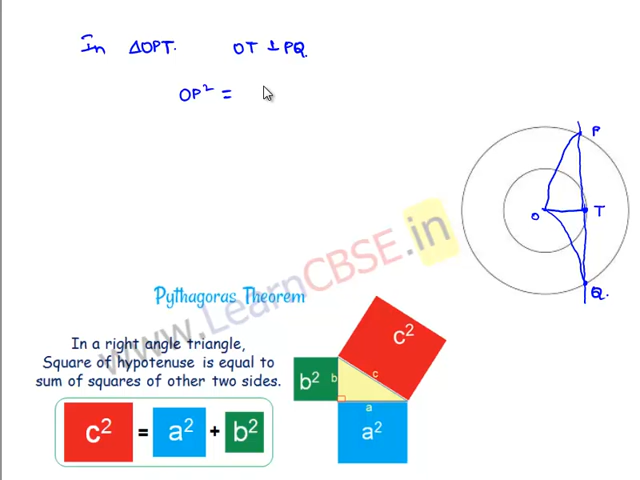 In ΔOPT. OT ⊥ PQ.
OP² =
P
O
T
Q.
www.LearnCBSE.in
Pythagoras Theorem
In a right angle triangle,
Square of hypotenuse is equal to
sum of squares of other two sides.
c² = a² + b²
c²
b² b c
a
a²